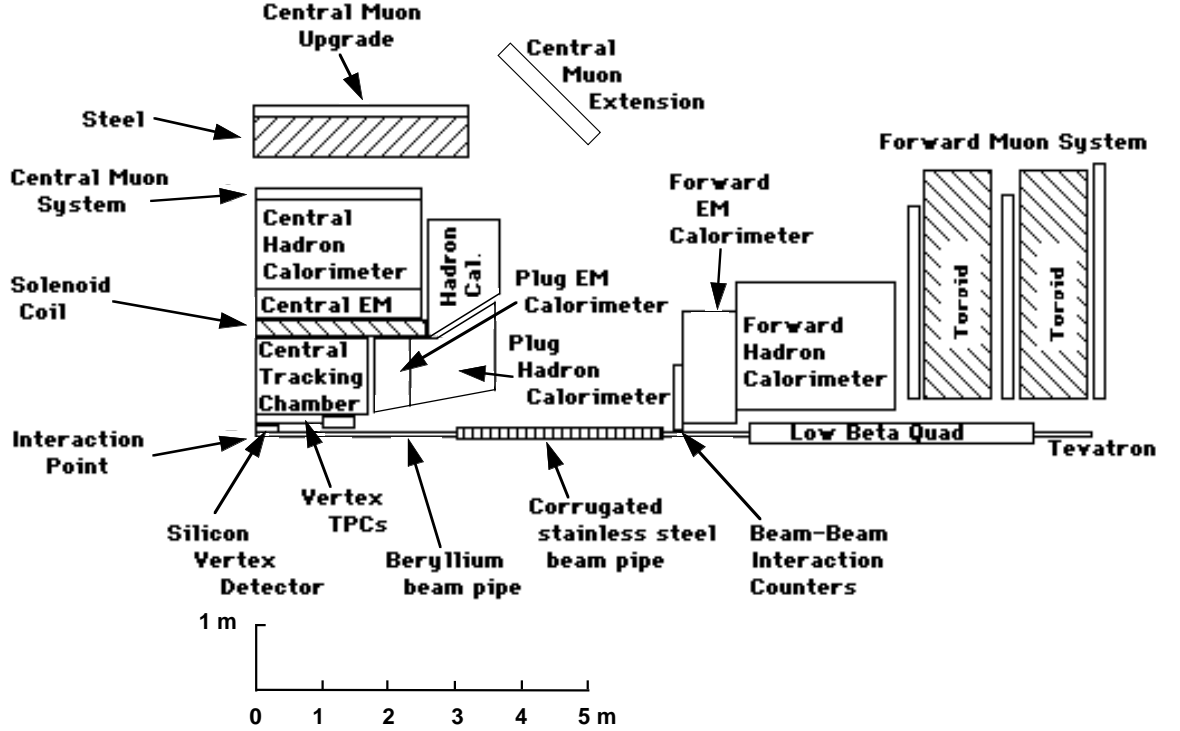 Central Muon
Upgrade
Central
Muon
Extension
Steel
Forward Muon System
Central Muon
System
Forward
EM
Calorimeter
Central
Hadron
Calorimeter
Hadron
Cal.
Toroid
Toroid
Solenoid
Coil
Central EM
Plug EM
Calorimeter
Forward
Hadron
Calorimeter
Central
Tracking
Chamber
Plug
Hadron
Calorimeter
Interaction
Point
Low Beta Quad
Tevatron
Vertex
TPCs
Silicon
Vertex
Detector
Beryllium
beam pipe
Corrugated
stainless steel
beam pipe
Beam-Beam
Interaction
Counters
1 m
0 1 2 3 4 5 m